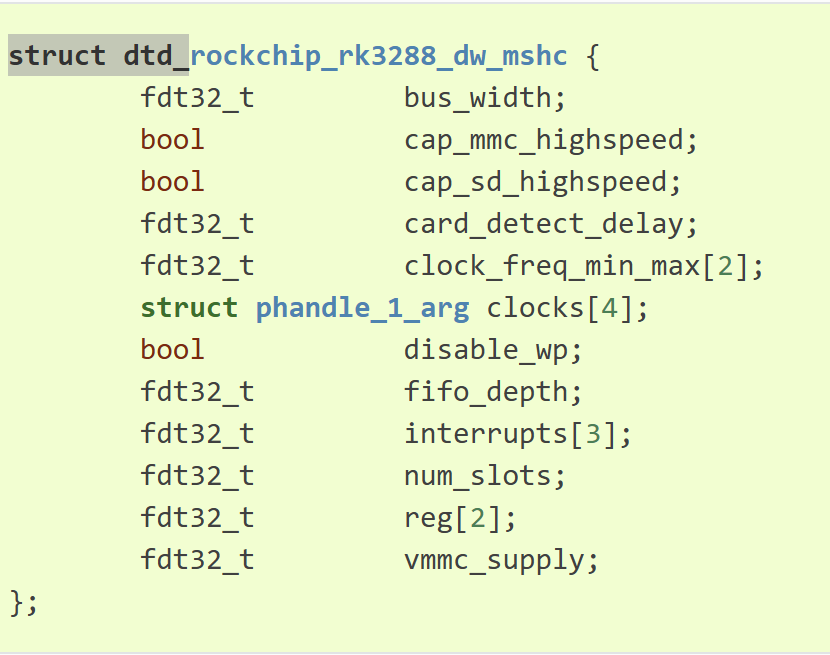 struct dtd_rockchip_rk3288_dw_mshc {
        fdt32_t         bus_width;
        bool            cap_mmc_highspeed;
        bool            cap_sd_highspeed;
        fdt32_t         card_detect_delay;
        fdt32_t         clock_freq_min_max[2];
        struct phandle_1_arg clocks[4];
        bool            disable_wp;
        fdt32_t         fifo_depth;
        fdt32_t         interrupts[3];
        fdt32_t         num_slots;
        fdt32_t         reg[2];
        fdt32_t         vmmc_supply;
};